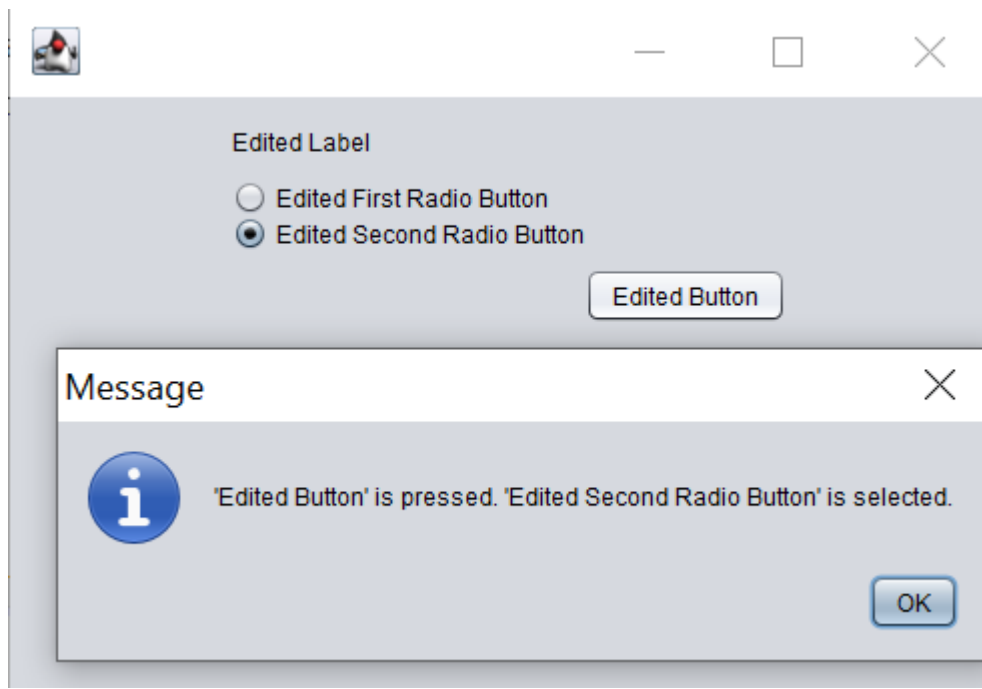 Edited Label
Edited First Radio Button
Edited Second Radio Button
Edited Button
Message
'Edited Button' is pressed. 'Edited Second Radio Button' is selected.
OK